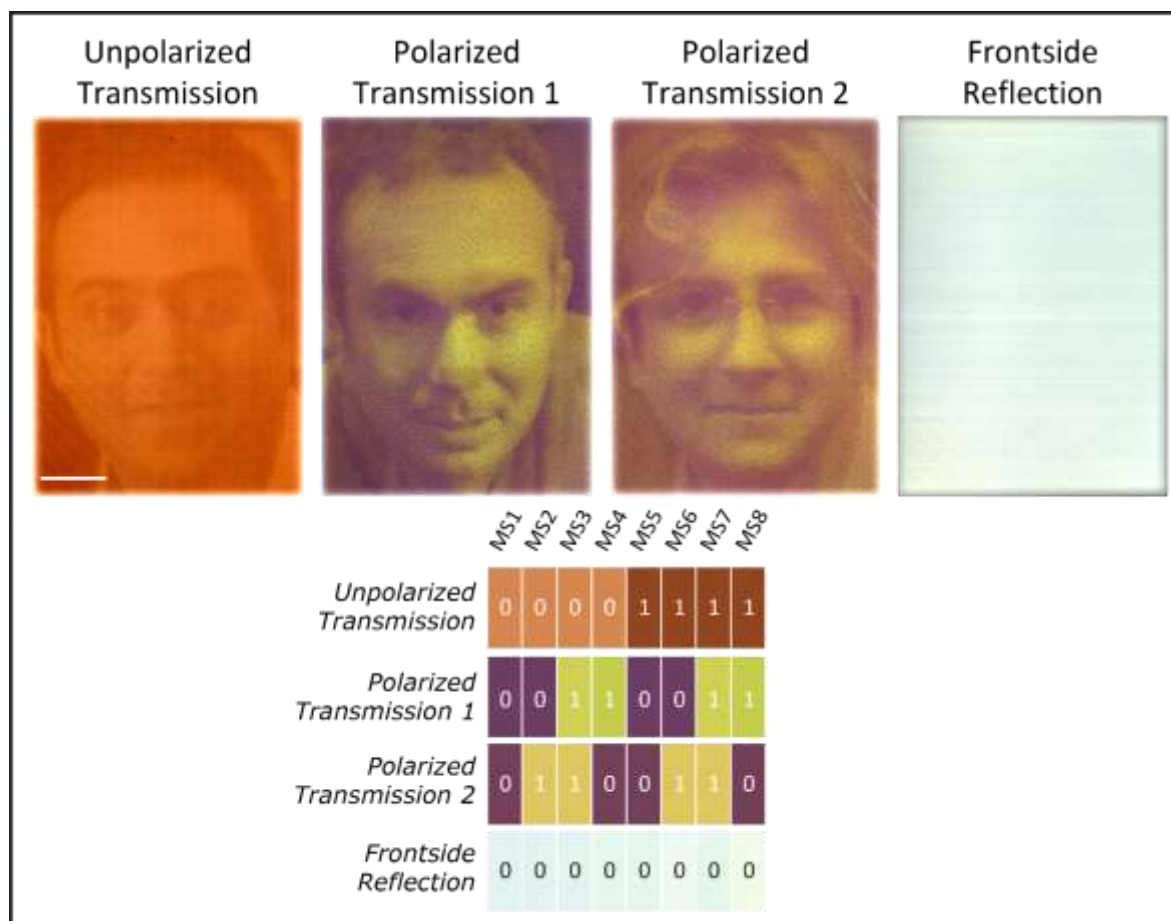 Unpolarized
Transmission
Polarized
Transmission 1
Polarized
Transmission 2
Frontside
Reflection
MS1 MS2 MS3 MS4 MS5 MS6 MS7 MS8
Unpolarized
Transmission
0 0 0 0 1 1 1 1
Polarized
Transmission 1
0 0 1 1 0 0 1 1
Polarized
Transmission 2
0 1 1 0 0 1 1 0
Frontside
Reflection
0 0 0 0 0 0 0 0